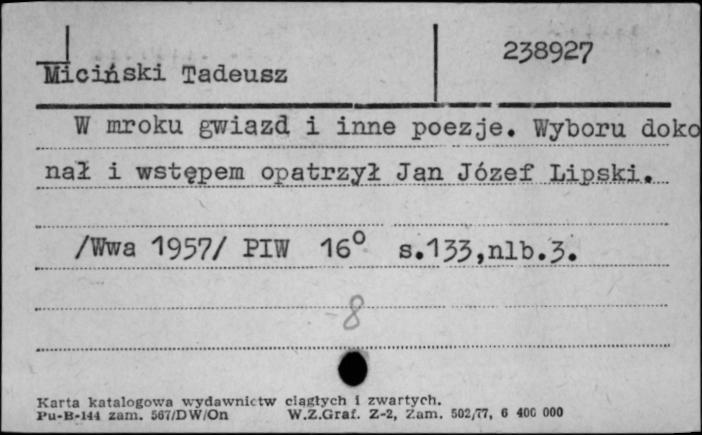 238927
Miciński Tadeusz
W mroku gwiazd i inne poezje. Wyboru doko
nał i wstępem opatrzył Jan Józef Lipski.
/Wwa 1957/ PIW 16° s.133,nlb.3.
8
Karta katalogowa wydawnictw ciągłych i zwartych.
Pu-B-144 zam. 567/DW/On W.Z.Graf. Z-2, Zam. 502/77, 6 400 000